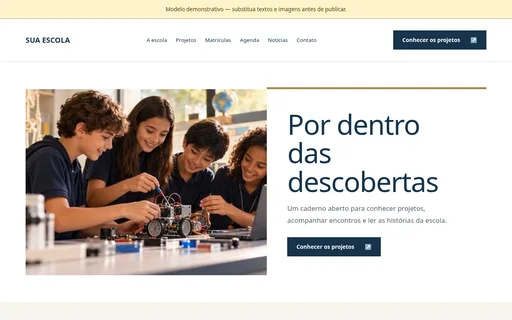 Modelo demonstrativo — substitua textos e imagens antes de publicar.
SUA ESCOLA
A escola Projetos Matrículas Agenda Notícias Contato
Conhecer os projetos ↗
Por dentro
das
descobertas
Um caderno aberto para conhecer projetos,
acompanhar encontros e ler as histórias da escola.
Conhecer os projetos ↗